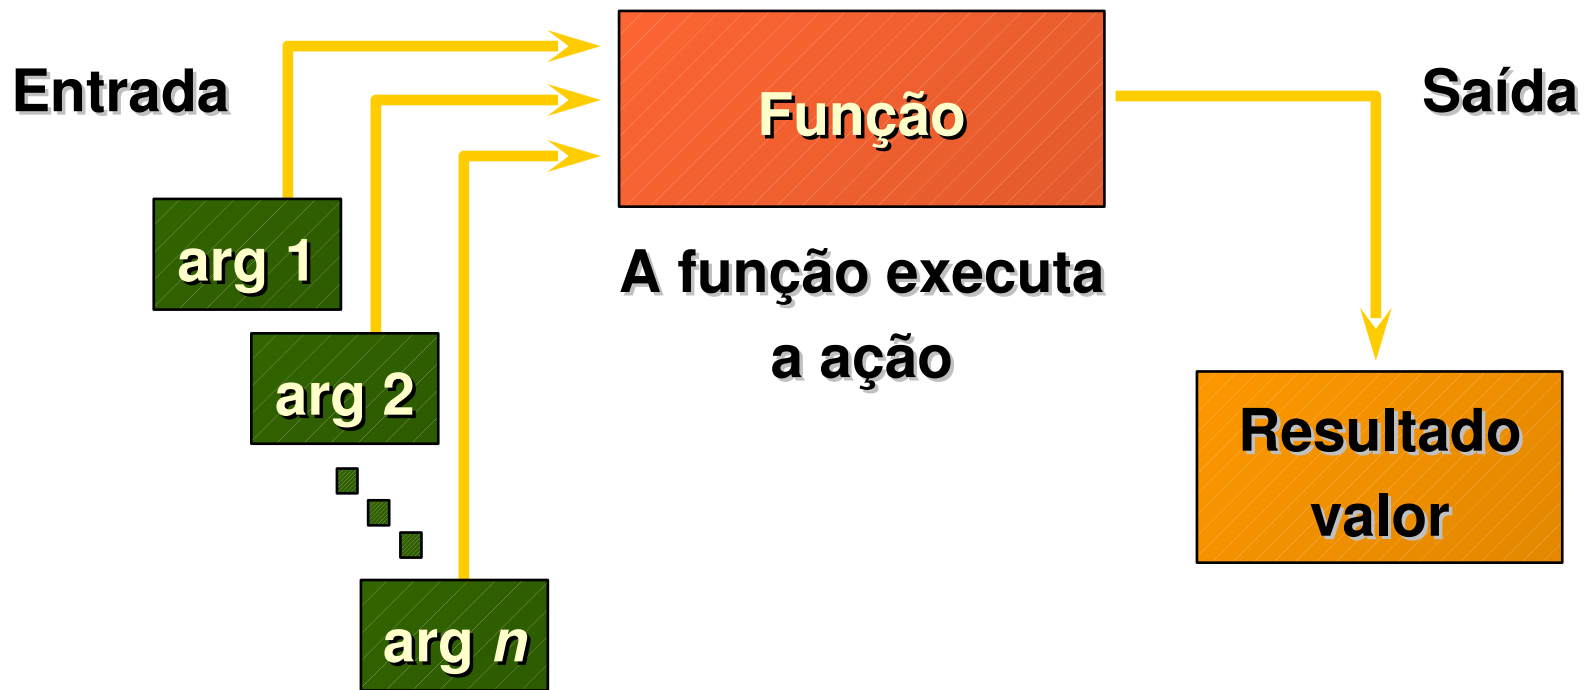 Entrada
Função
Saída
arg 1
A função executa
a ação
arg 2
Resultado
valor
arg n